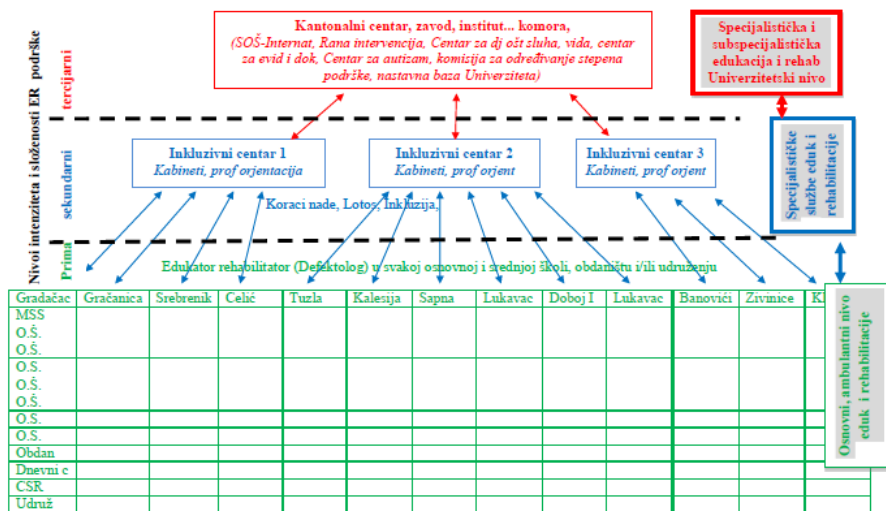 Kantonalni centar, zavod, institut... komora,
(SOŠ-Internat, Rana intervencija, Centar za dj ošt sluha, vida, centar
za evid i dok, Centar za autizam, komisija za određivanje stepena
podrške, nastavna baza Univerziteta)
Specijalistička i
subspecijalistička
edukacija i rehab
Univerzitetski nivo
Nivoi intenziteta i složenosti ER podrške
tercijarni
sekundarni
Prima
Inkluzivni centar 1
Kabineti, prof orjentacija
Inkluzivni centar 2
Kabineti, prof orjent
Inkluzivni centar 3
Kabineti, prof orjent
Specijalističke
službe eduk i
rehabilitacije
Koraci nade, Lotos, Inkluzija,
Edukator rehabilitator (Defektolog) u svakoj osnovnoj i srednjoj školi, obdaništu i/ili udruženju
Gradačac Gračanica Srebrenik Čelić Tuzla Kalesija Sapna Lukavac Doboj I Lukavac Banovići Zivinice
MSS
O.Š.
O.Š.
O.S.
O.Š.
O.Š.
O.S.
O.S.
Obdan
Dnevni c
CSR
Udruž
Osnovni, ambulantni nivo
eduk i rehabilitacije